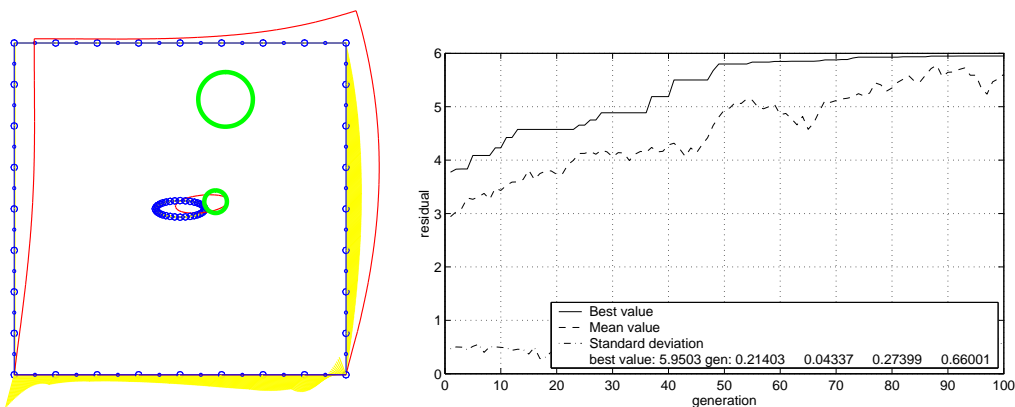 6
5
4
3
2
1
0
residual
Best value
Mean value
Standard deviation
best value: 5.9503 gen: 0.21403 0.04337 0.27399 0.66001
0 10 20 30 40 50 60 70 80 90 100
generation